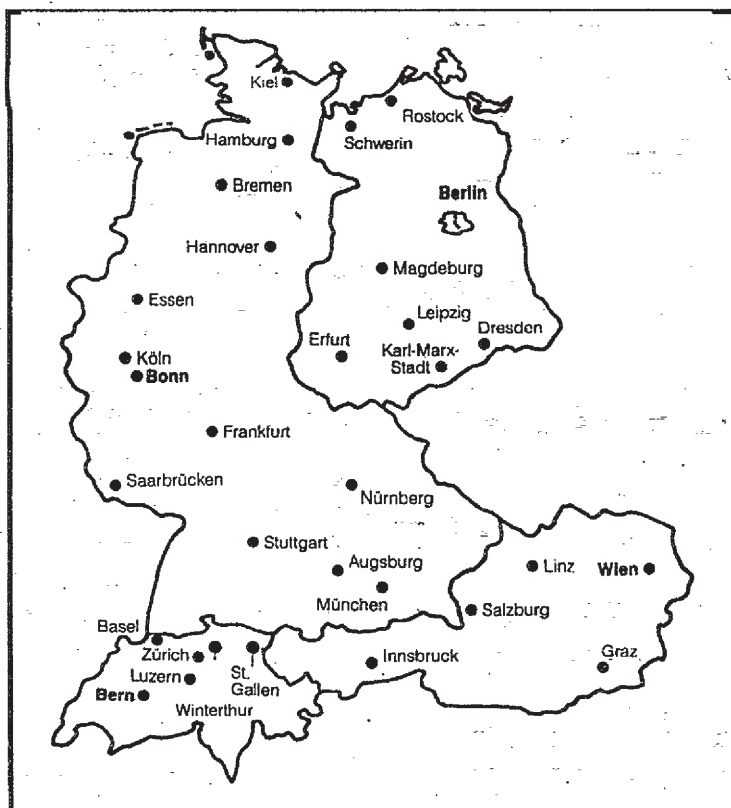 Kiel
Rostock
Hamburg
Schwerin
Bremen
Berlin
Hannover
Magdeburg
Essen
Leipzig
Dresden
Erfurt
Karl-Marx-
Stadt
Köln
Bonn
Frankfurt
Saarbrücken
Nürnberg
Stuttgart
Augsburg
München
Linz
Wien
Salzburg
Basel
Zürich
St.
Gallen
Innsbruck
Graz
Luzern
Bern
Winterthur